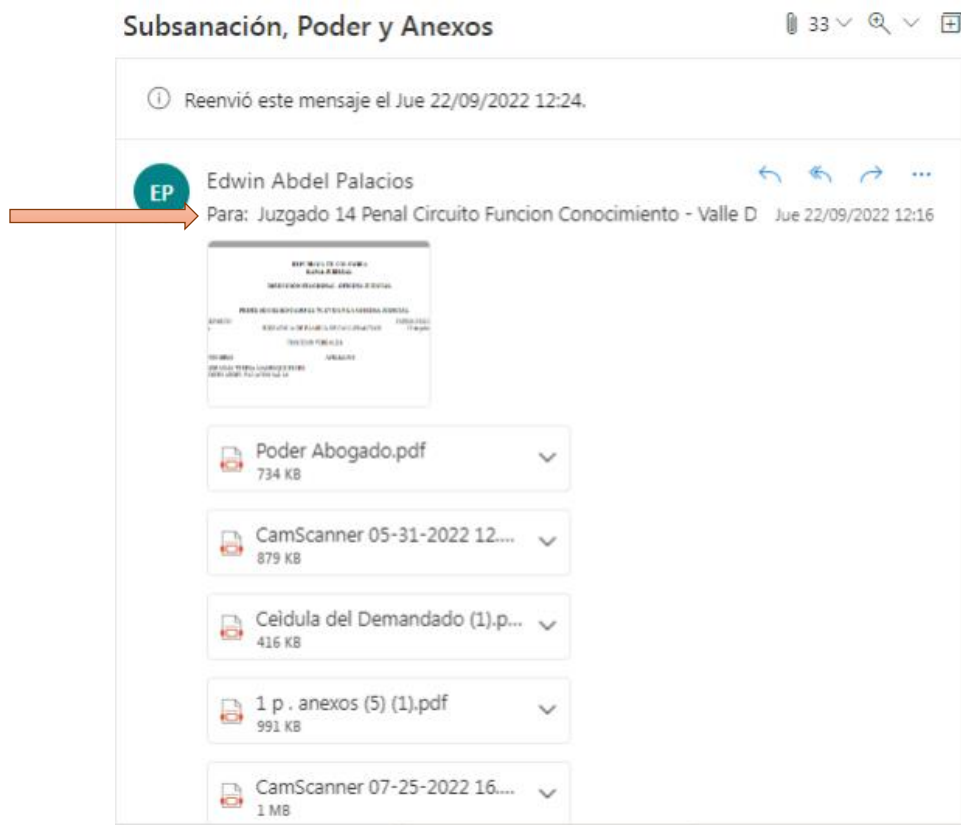 Subsanación, Poder y Anexos
33
Reenvió este mensaje el Jue 22/09/2022 12:24.
EP
Edwin Abdel Palacios
Para: Juzgado 14 Penal Circuito Funcion Conocimiento - Valle D Jue 22/09/2022 12:16
Poder Abogado.pdf
734 KB
CamScanner 05-31-2022 12....
879 KB
Ceìdula del Demandado (1).p...
416 KB
1 p . anexos (5) (1).pdf
991 KB
CamScanner 07-25-2022 16....
1 MB